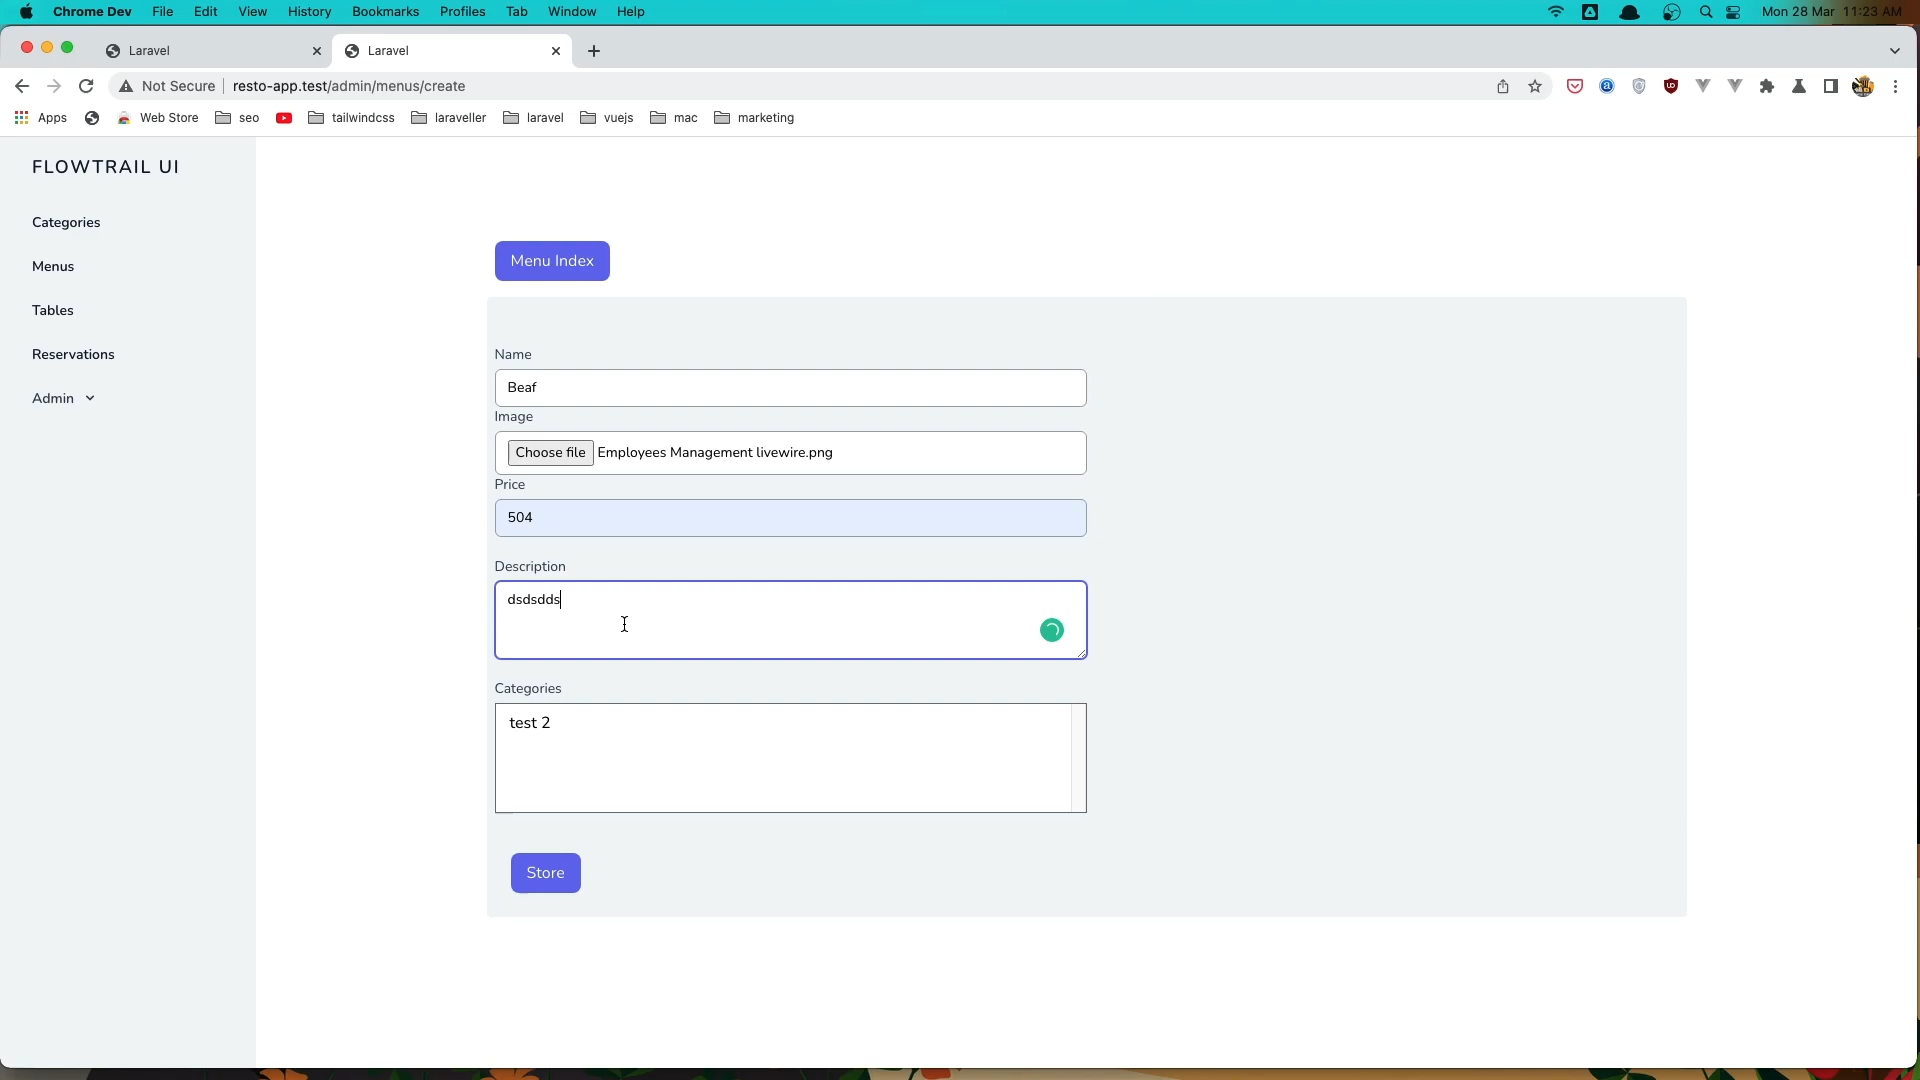 Chrome Dev File Edit View History Bookmarks Profiles Tab Window Help Mon 28 Mar 11:23 AM
Laravel Laravel
Not Secure resto-app.test/admin/menus/create
Apps Web Store seo tailwindcss laraveller laravel vuejs mac marketing
FLOWTRAIL UI
Categories
Menus
Tables
Reservations
Admin
Menu Index
Name
Beaf
Image
Choose file Employees Management livewire.png
Price
504
Description
dsdsdds
Categories
test 2
Store